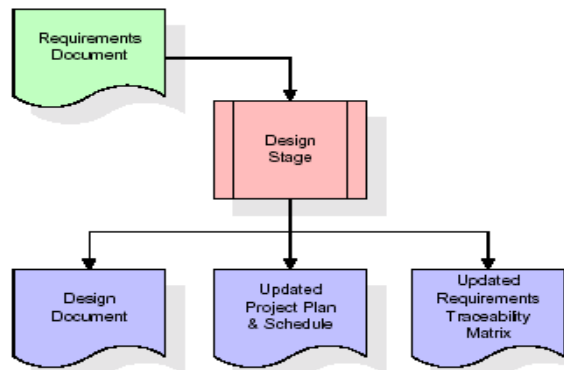 Requirements
Document
Design
Stage
Design
Document
Updated
Project Plan
& Schedule
Updated
Requirements
Traceability
Matrix